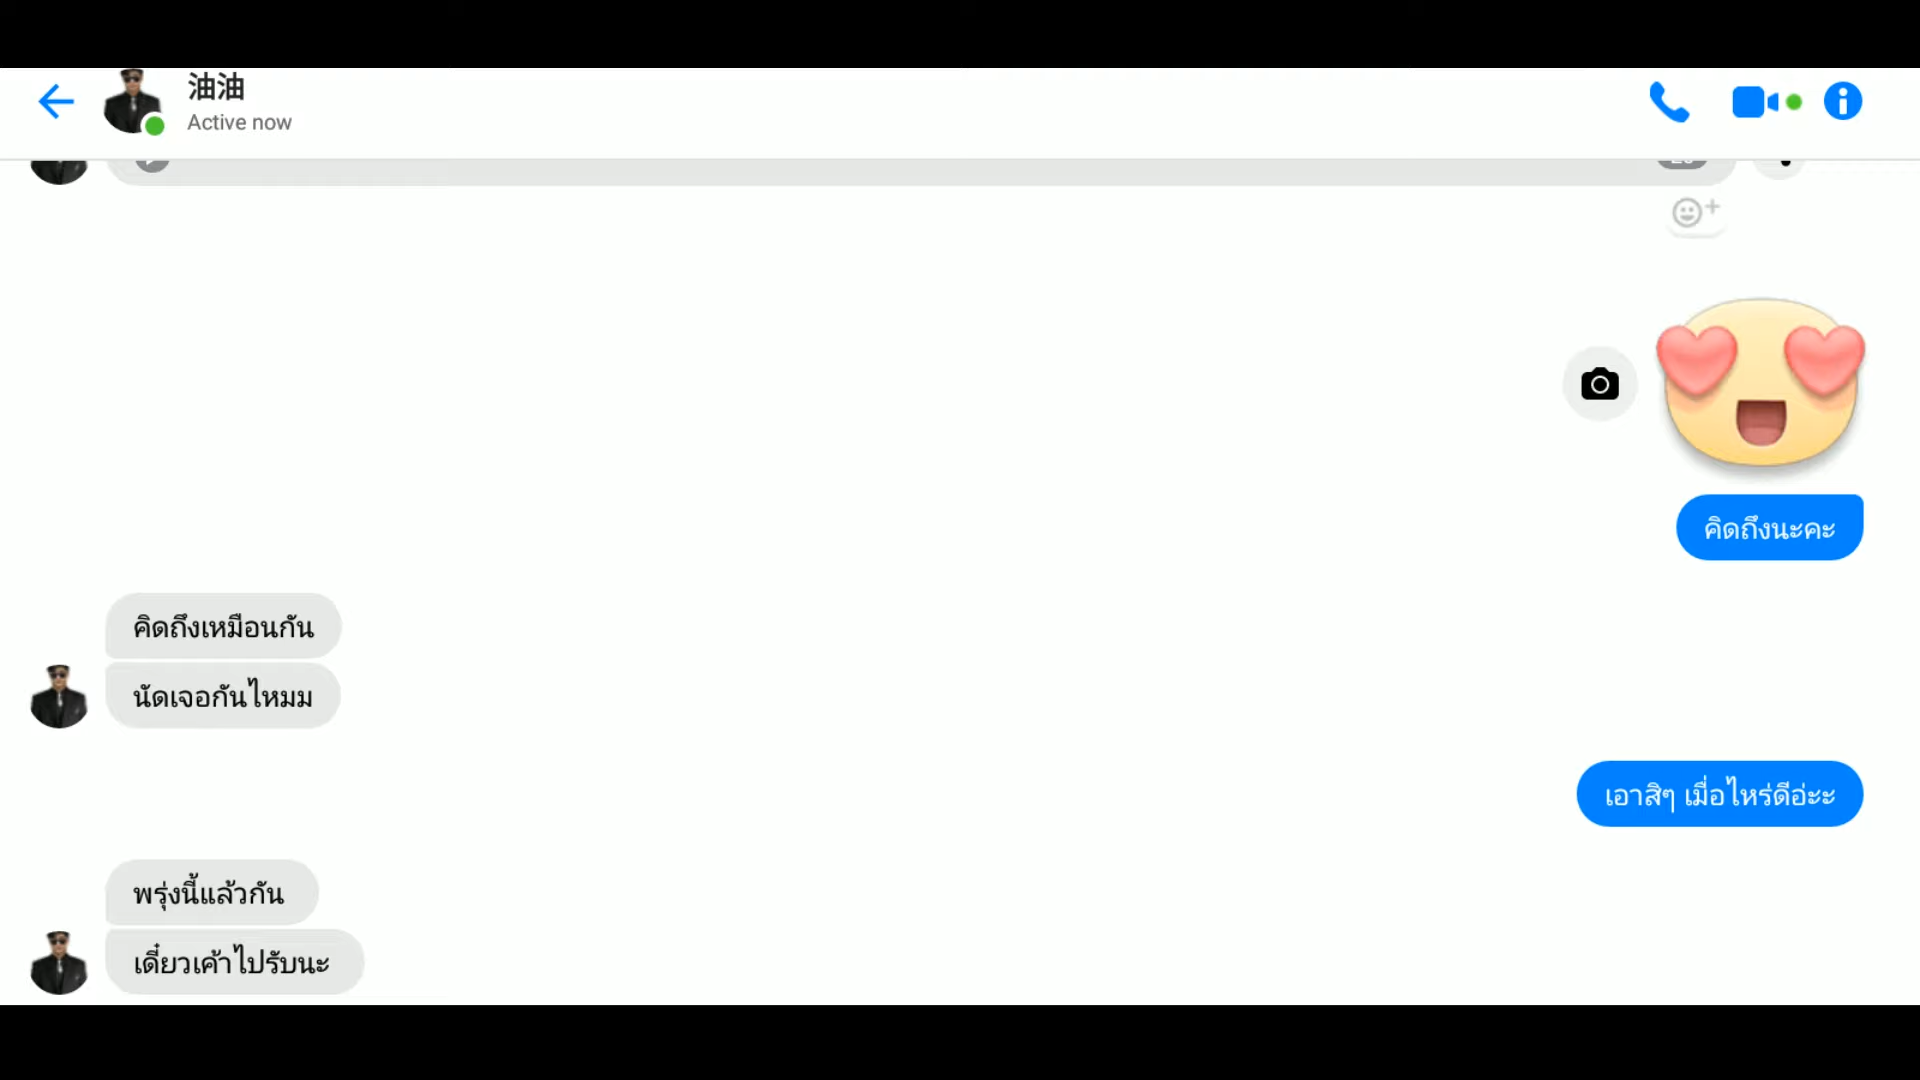 油油
Active now
คิดถึงนะคะ
คิดถึงเหมือนกัน
นัดเจอกันไหมม
เอาสิๆ เมื่อไหร่ดีอ่ะะ
พรุ่งนี้แล้วกัน
เดี๋ยวเค้าไปรับนะ